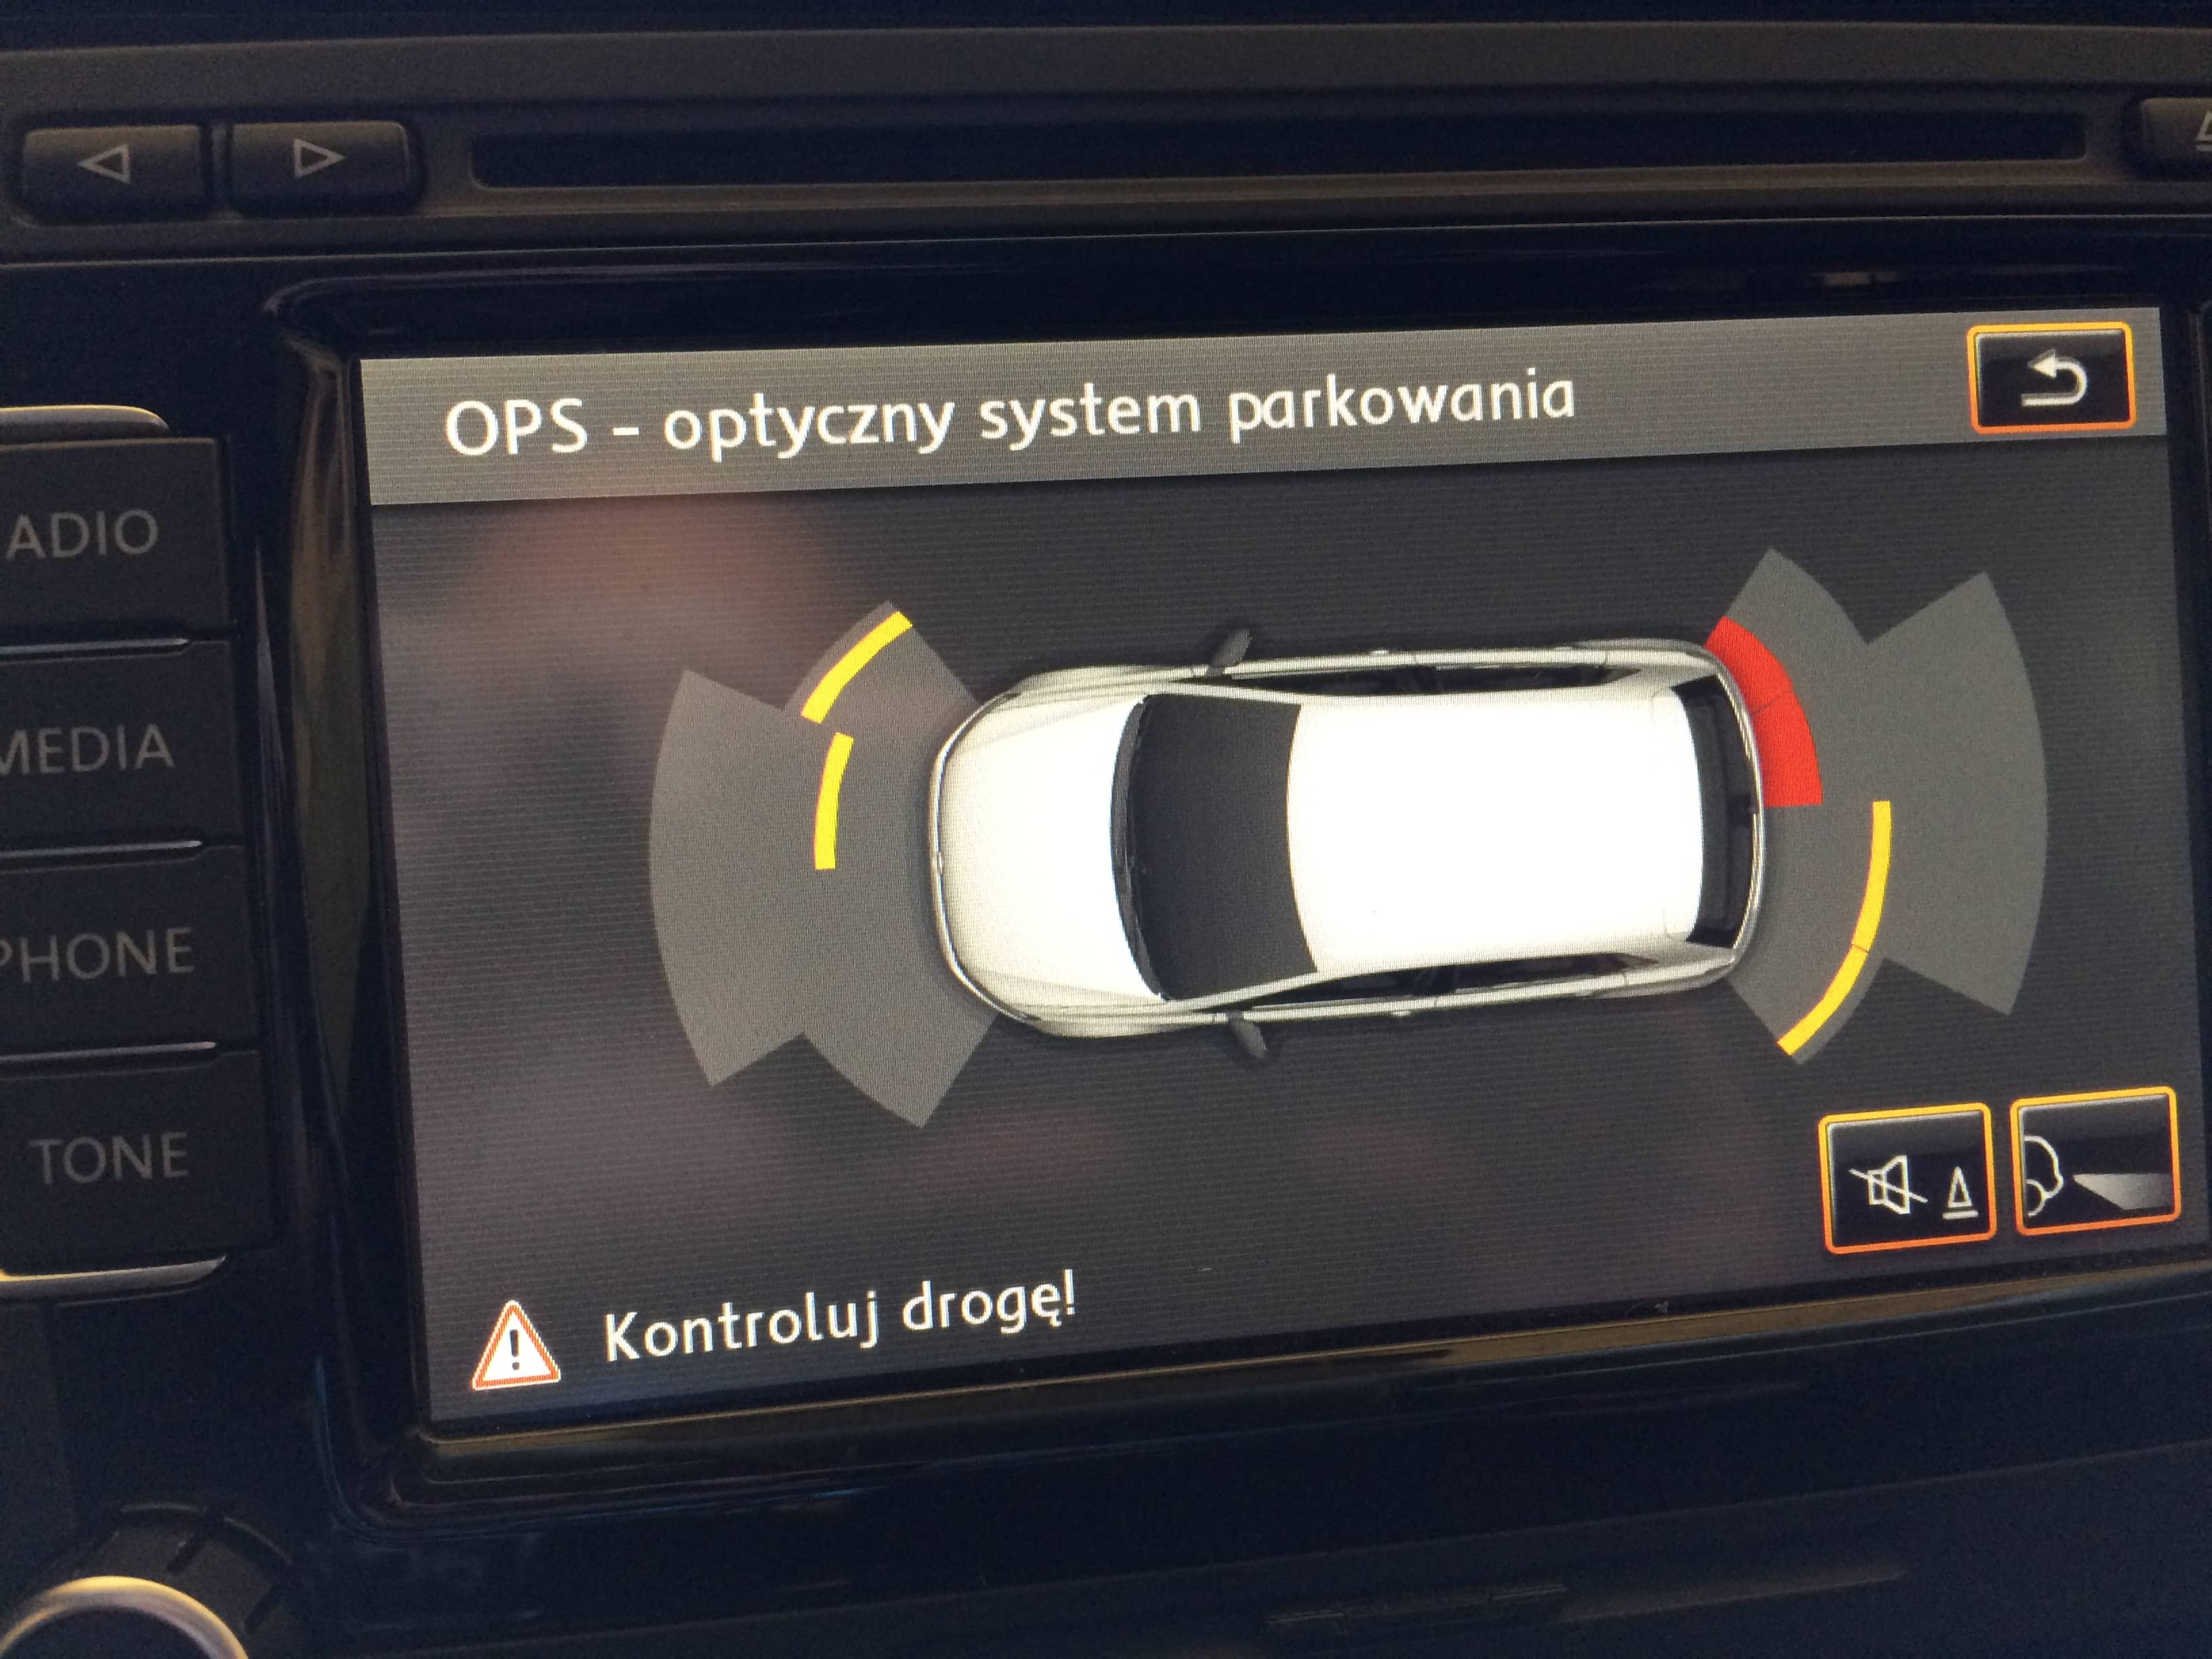 OPS - optyczny system parkowania
ADIO
MEDIA
PHONE
TONE
Kontroluj drogę!